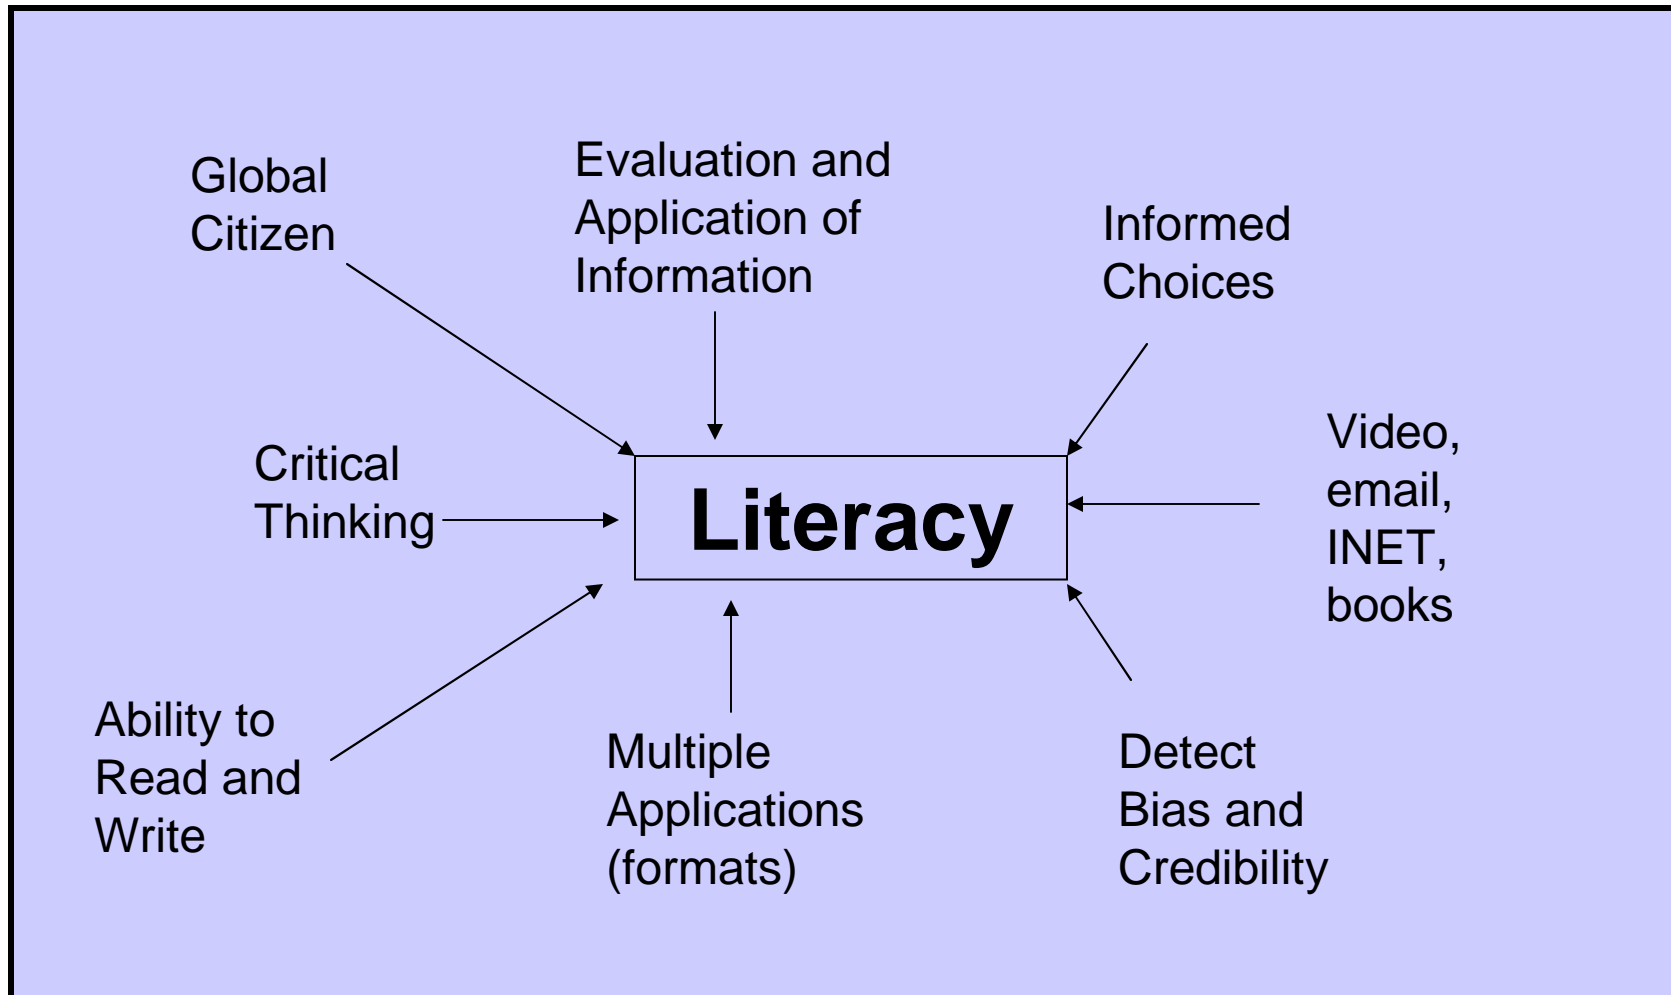 Global
Citizen
Evaluation and
Application of
Information
Informed
Choices
Critical
Thinking
Literacy
Video,
email,
INET,
books
Ability to
Read and
Write
Multiple
Applications
(formats)
Detect
Bias and
Credibility